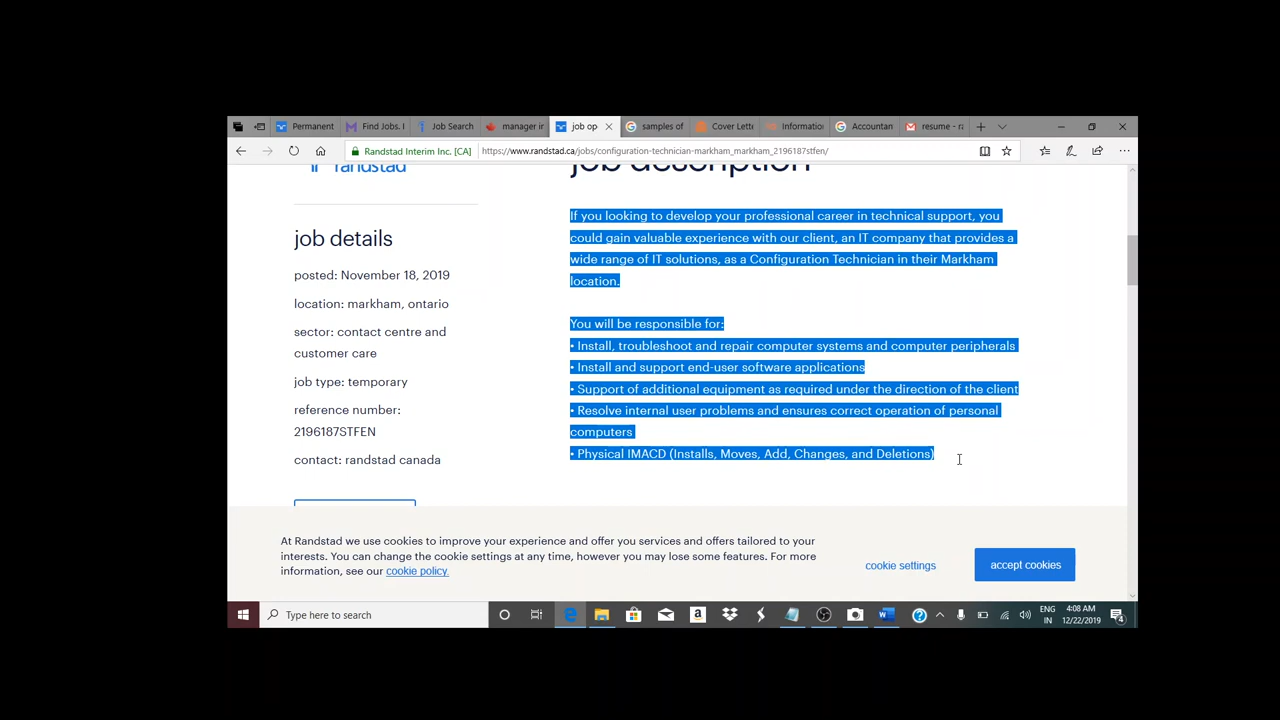 Permanent
Find Jobs. I
Job Search
manager in
job op
samples of
Cover Lette
Information
Accountan
resume - ra
Randstad Interim Inc. [CA]
https://www.randstad.ca/jobs/configuration-technician-markham_markham_2196187stfen/
randstad
job details
posted: November 18, 2019
location: markham, ontario
sector: contact centre and
customer care
job type: temporary
reference number:
2196187STFEN
contact: randstad canada
job description
If you looking to develop your professional career in technical support, you
could gain valuable experience with our client, an IT company that provides a
wide range of IT solutions, as a Configuration Technician in their Markham
location.
You will be responsible for:
• Install, troubleshoot and repair computer systems and computer peripherals
• Install and support end-user software applications
• Support of additional equipment as required under the direction of the client
• Resolve internal user problems and ensures correct operation of personal
computers
• Physical IMACD (Installs, Moves, Add, Changes, and Deletions)
At Randstad we use cookies to improve your experience and offer you services and offers tailored to your
interests. You can change the cookie settings at any time, however you may lose some features. For more
information, see our cookie policy.
cookie settings
accept cookies
Type here to search
ENG
IN
4:08 AM
12/22/2019
4